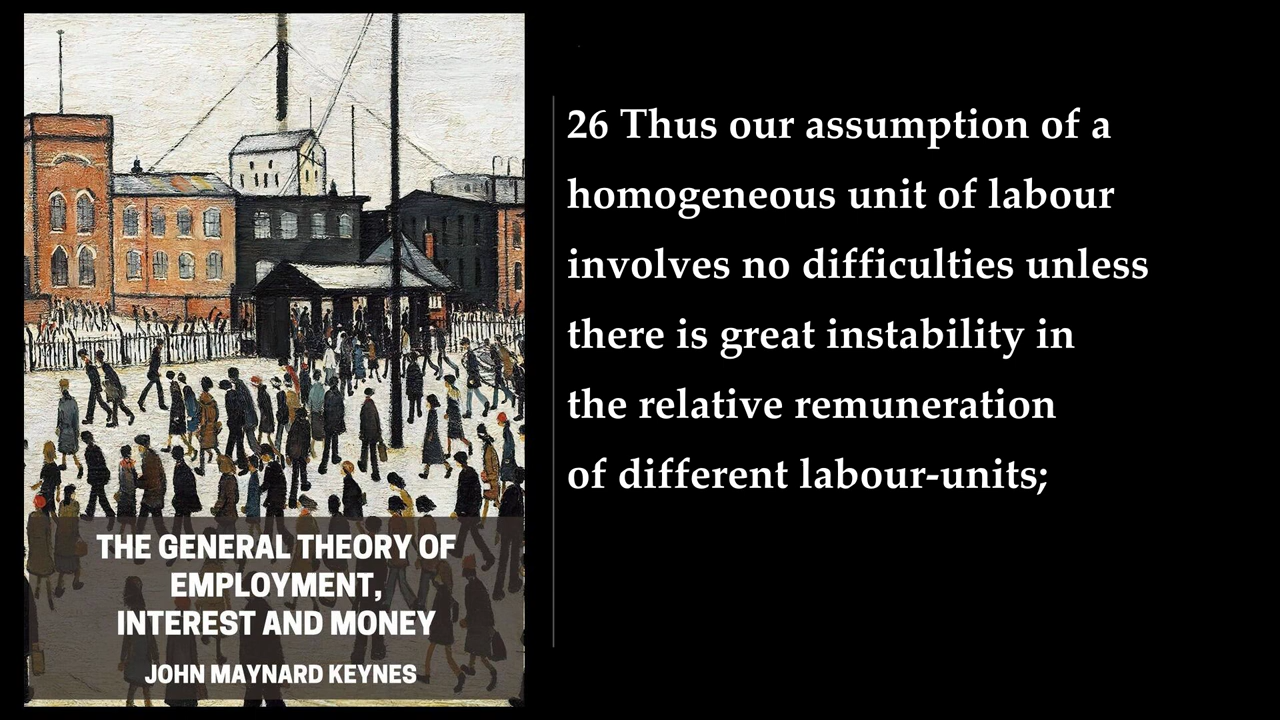 THE GENERAL THEORY OF
EMPLOYMENT,
INTEREST AND MONEY
JOHN MAYNARD KEYNES
26 Thus our assumption of a
homogeneous unit of labour
involves no difficulties unless
there is great instability in
the relative remuneration
of different labour-units;